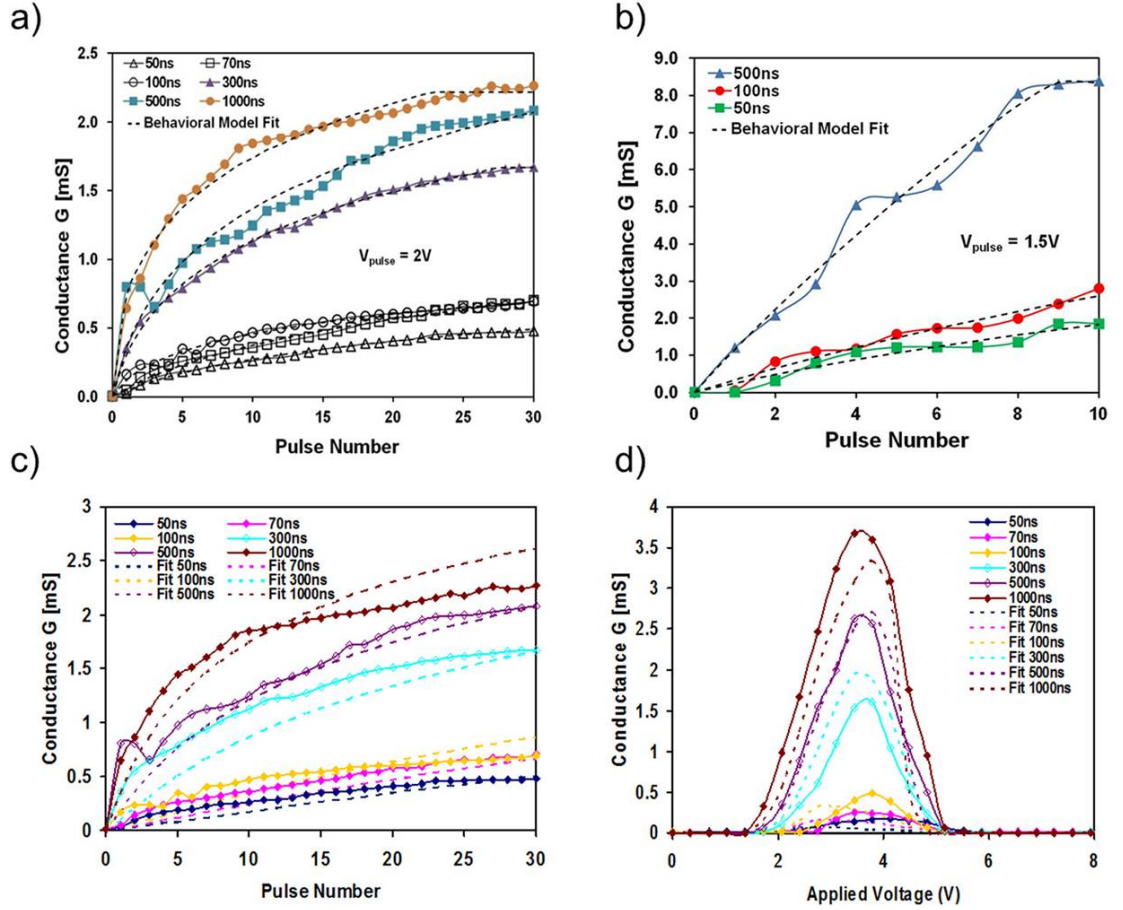 a)
Conductance G [mS]
2.5
2.0
1.5
1.0
0.5
0.0
50ns 70ns
100ns 300ns
500ns 1000ns
Behavioral Model Fit
Vpulse = 2V
0 5 10 15 20 25 30
Pulse Number
b)
Conductance G [mS]
9.0
8.0
7.0
6.0
5.0
4.0
3.0
2.0
1.0
0.0
500ns
100ns
50ns
Behavioral Model Fit
Vpulse = 1.5V
0 2 4 6 8 10
Pulse Number
c)
Conductance G [mS]
3
2.5
2
1.5
1
0.5
0
50ns 70ns
100ns 300ns
500ns 1000ns
Fit 50ns Fit 70ns
Fit 100ns Fit 300ns
Fit 500ns Fit 1000ns
0 5 10 15 20 25 30
Pulse Number
d)
Conductance G [mS]
4
3.5
3
2.5
2
1.5
1
0.5
0
50ns
70ns
100ns
300ns
500ns
1000ns
Fit 50ns
Fit 70ns
Fit 100ns
Fit 300ns
Fit 500ns
Fit 1000ns
0 2 4 6 8
Applied Voltage (V)